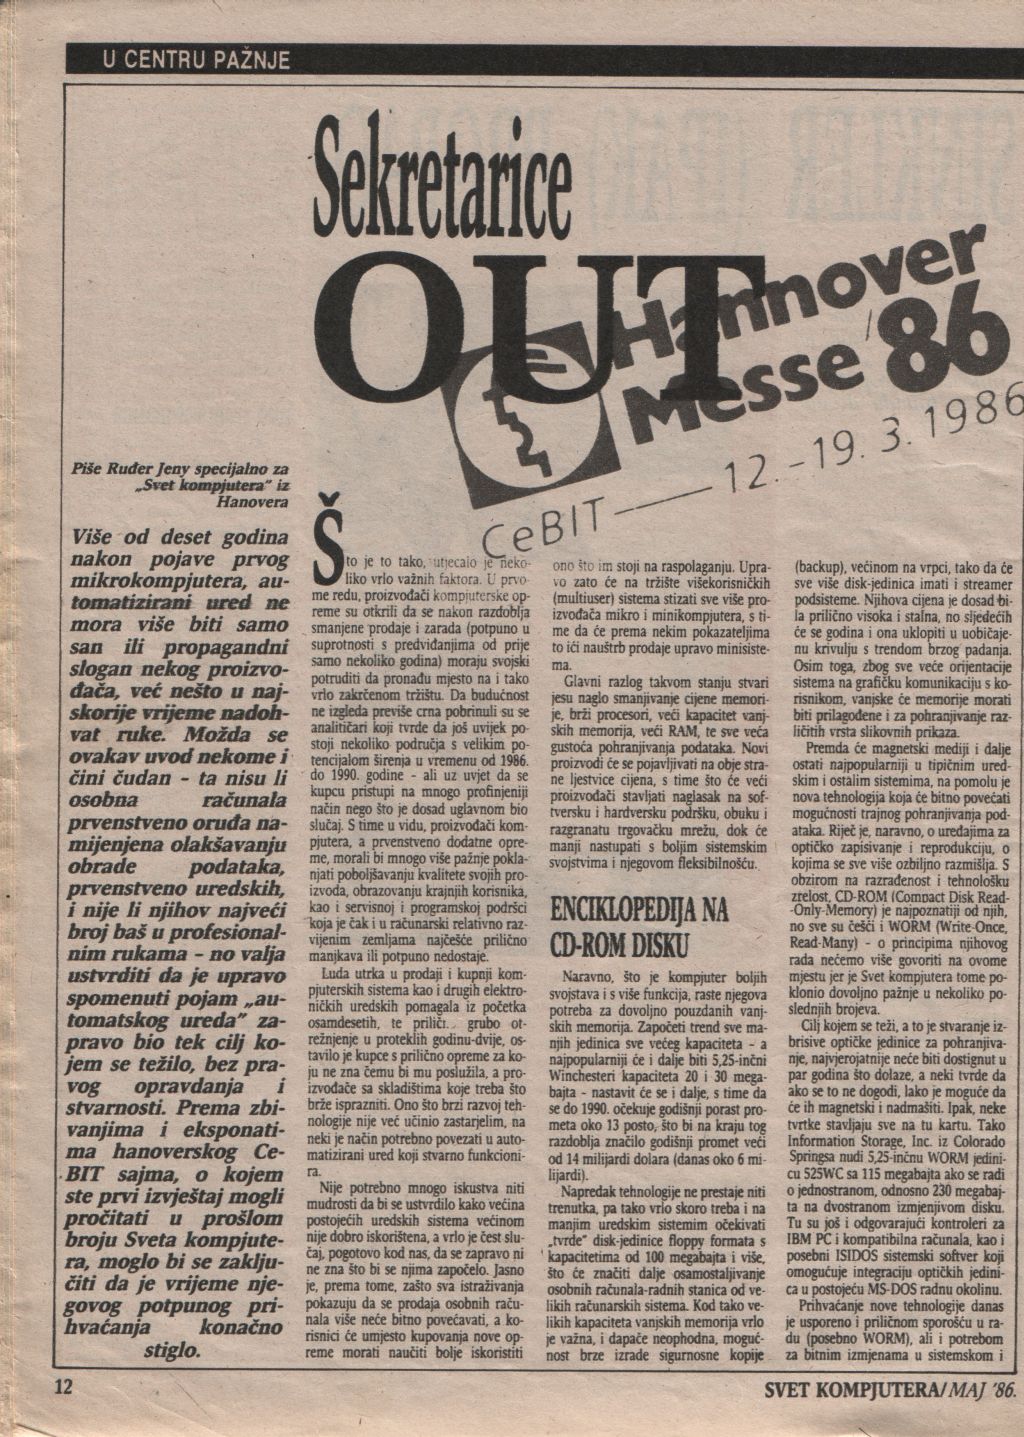 U CENTRU PAŽNJE
Sekretarice
OUT
Hannover
Messe '86
CeBIT — 12.-19. 3. 1986
Piše Ruđer Jeny specijalno za
„Svet kompjutera" iz
Hanovera
Više od deset godina
nakon pojave prvog
mikrokompjutera, au-
tomatizirani ured ne
mora više biti samo
san ili propagandni
slogan nekog proizvo-
đača, već nešto u naj-
skorije vrijeme nadoh-
vat ruke. Možda se
ovakav uvod nekome i
čini čudan - ta nisu li
osobna računala
prvenstveno oruđa na-
mijenjena olakšavanju
obrade podataka,
prvenstveno uredskih,
i nije li njihov najveći
broj baš u profesional-
nim rukama - no valja
ustvrditi da je upravo
spomenuti pojam „au-
tomatskog ureda" za-
pravo bio tek cilj ko-
jem se težilo, bez pra-
vog opravdanja i
stvarnosti. Prema zbi-
vanjima i eksponati-
ma hanoverskog Ce-
BIT sajma, o kojem
ste prvi izvještaj mogli
pročitati u prošlom
broju Sveta kompjute-
ra, moglo bi se zaklju-
čiti da je vrijeme nje-
govog potpunog pri-
hvaćanja konačno
stiglo.
Što je to tako, utjecalo je neko-
liko vrlo važnih faktora. U prvo-
me redu, proizvođači kompjuterske op-
reme su otkrili da se nakon razdoblja
smanjene prodaje i zarada (potpuno u
suprotnosti s predviđanjima od prije
samo nekoliko godina) moraju svojski
potruditi da pronađu mjesto na i tako
vrlo zakrčenom tržištu. Da budućnost
ne izgleda previše crna pobrinuli su se
analitičari koji tvrde da još uvijek po-
stoji nekoliko područja s velikim po-
tencijalom širenja u vremenu od 1986.
do 1990. godine - ali uz uvjet da se
kupcu pristupi na mnogo profinjeniji
način nego što je dosad uglavnom bio
slučaj. S time u vidu, proizvođači kom-
pjutera, a prvenstveno dodatne opre-
me, morali bi mnogo više pažnje pokla-
njati poboljšavanju kvalitete svojih pro-
izvoda, obrazovanju krajnjih korisnika,
kao i servisnoj i programskoj podršci
koja je čak i u računarski relativno raz-
vijenim zemljama najčešće prilično
manjkava ili potpuno nedostaje.
Luda utrka u prodaji i kupnji kom-
pjuterskih sistema kao i drugih elektro-
ničkih uredskih pomagala iz početka
osamdesetih, te priličı grubo ot-
režnjenje u proteklih godinu-dvije, os-
tavilo je kupce s prilično opreme za ko-
ju ne zna čemu bi mu poslužila, a pro-
izvođače sa skladištima koje treba što
brže isprazniti. Ono što brzi razvoj teh-
nologije nije već učinio zastarjelim, na
neki je način potrebno povezati u auto-
matizirani ured koji stvarno funkcioni-
ra.
Nije potrebno mnogo iskustva niti
mudrosti da bi se ustvrdilo kako većina
postojećih uredskih sistema većinom
nije dobro iskorištena, a vrlo je čest slu-
čaj, pogotovo kod nas, da se zapravo ni
ne zna što bi se njima započelo. Jasno
je, prema tome, zašto sva istraživanja
pokazuju da se prodaja osobnih raču-
nala više neće bitno povećavati, a ko-
risnici će umjesto kupovanja nove op-
reme morati naučiti bolje iskoristiti
ono što im stoji na raspolaganju. Upra-
vo zato će na tržište višekorisničkih
(multiuser) sistema stizati sve više pro-
izvođača mikro i minikompjutera, s ti-
me da će prema nekim pokazateljima
to ići nauštrb prodaje upravo minisiste-
ma.
Glavni razlog takvom stanju stvari
jesu naglo smanjivanje cijene memori-
je, brži procesori, veći kapacitet vanj-
skih memorija, veći RAM, te sve veća
gustoća pohranjivanja podataka. Novi
proizvodi će se pojavljivati na obje stra-
ne ljestvice cijena, s time što će veći
proizvođači stavljati naglasak na sof-
tversku i hardversku podršku, obuku i
razgranatu trgovačku mrežu, dok će
manji nastupati s boljim sistemskim
svojstvima i njegovom fleksibilnošću.
ENCIKLOPEDIJA NA
CD-ROM DISKU
Naravno, što je kompjuter boljih
svojstava i s više funkcija, raste njegova
potreba za dovoljno pouzdanih vanj-
skih memorija. Započeti trend sve ma-
njih jedinica sve većeg kapaciteta - a
najpopularniji će i dalje biti 5,25-inčni
Winchesteri kapaciteta 20 i 30 mega-
bajta - nastavit će se i dalje, s time da
se do 1990. očekuje godišnji porast pro-
meta oko 13 posto, što bi na kraju tog
razdoblja značilo godišnji promet veći
od 14 milijardi dolara (danas oko 6 mi-
lijardi).
Napredak tehnologije ne prestaje niti
trenutka, pa tako vrlo skoro treba i na
manjim uredskim sistemim očekivati
„tvrde" disk-jedinice floppy formata s
kapacitetima od 100 megabajta i više,
što će značiti dalje osamostaljivanje
osobnih računala-radnih stanica od ve-
likih računarskih sistema. Kod tako ve-
likih kapaciteta vanjskih memorija vrlo
je važna, i dapače neophodna, moguć-
nost brze izrade sigurnosne kopije
(backup), većinom na vrpci, tako da će
sve više disk-jedinica imati i streamer
podsisteme. Njihova cijena je dosad bi-
la prilično visoka i stalna, no sljedećih
će se godina i ona uklopiti u uobičaje-
nu krivulju s trendom brzog padanja.
Osim toga, zbog sve veće orijentacije
sistema na grafičku komunikaciju s ko-
risnikom, vanjske će memorije morati
biti prilagođene i za pohranjivanje raz-
ličitih vrsta slikovnih prikaza.
Premda će magnetski mediji i dalje
ostati najpopularniji u tipičnim ured-
skim i ostalim sistemima, na pomolu je
nova tehnologija koja će bitno povećati
mogućnosti trajnog pohranjivanja pod-
ataka. Riječ je, naravno, o uređajima za
optičko zapisivanje i reprodukciju, o
kojima se sve više ozbiljno razmišlja. S
obzirom na razrađenost i tehnološku
zrelost, CD-ROM (Compact Disk Read-
-Only-Memory) je najpoznatiji od njih,
no sve su češći i WORM (Write-Once,
Read-Many) - o principima njihovog
rada nećemo više govoriti na ovome
mjestu jer je Svet kompjutera tome po-
klonio dovoljno pažnje u nekoliko po-
slednjih brojeva.
Cilj kojem se teži, a to je stvaranje iz-
brisive optičke jedinice za pohranjiva-
nje, najvjerojatnije neće biti dostignut u
par godina što dolaze, a neki tvrde da
ako se to ne dogodi, lako je moguće da
će ih magnetski i nadmašiti. Ipak, neke
tvrtke stavljaju sve na tu kartu. Tako
Information Storage, Inc. iz Colorado
Springsa nudi 5,25-inčnu WORM jedini-
cu 525WC sa 115 megabajta ako se radi
o jednostranom, odnosno 230 megabaj-
ta na dvostranom izmjenjivom disku.
Tu su još i odgovarajući kontroleri za
IBM PC i kompatibilna računala, kao i
posebni ISIDOS sistemski softver koji
omogućuje integraciju optičkih jedini-
ca u postojeću MS-DOS radnu okolinu.
Prihvaćanje nove tehnologije danas
je usporeno i priličnom sporošću u ra-
du (posebno WORM), ali i potrebom
za bitnim izmjenama u sistemskom i
12
SVET KOMPJUTERA/MAJ '86.